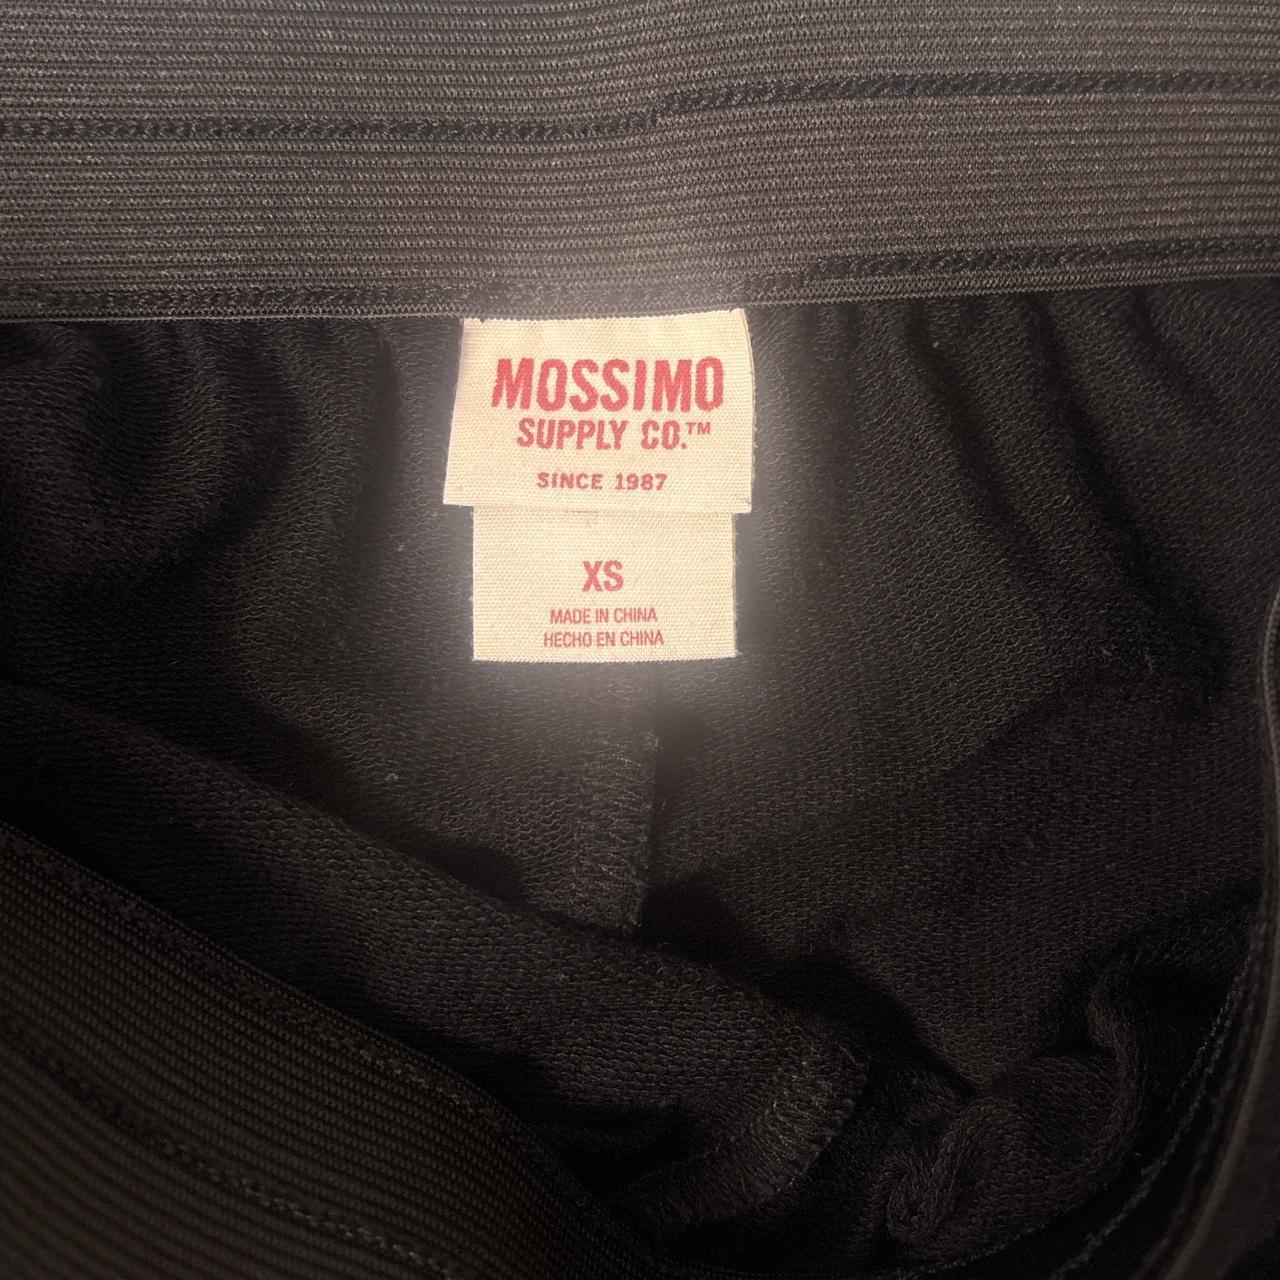 MOSSIMO
SUPPLY CO.™
SINCE 1987
XS
MADE IN CHINA
HECHO EN CHINA